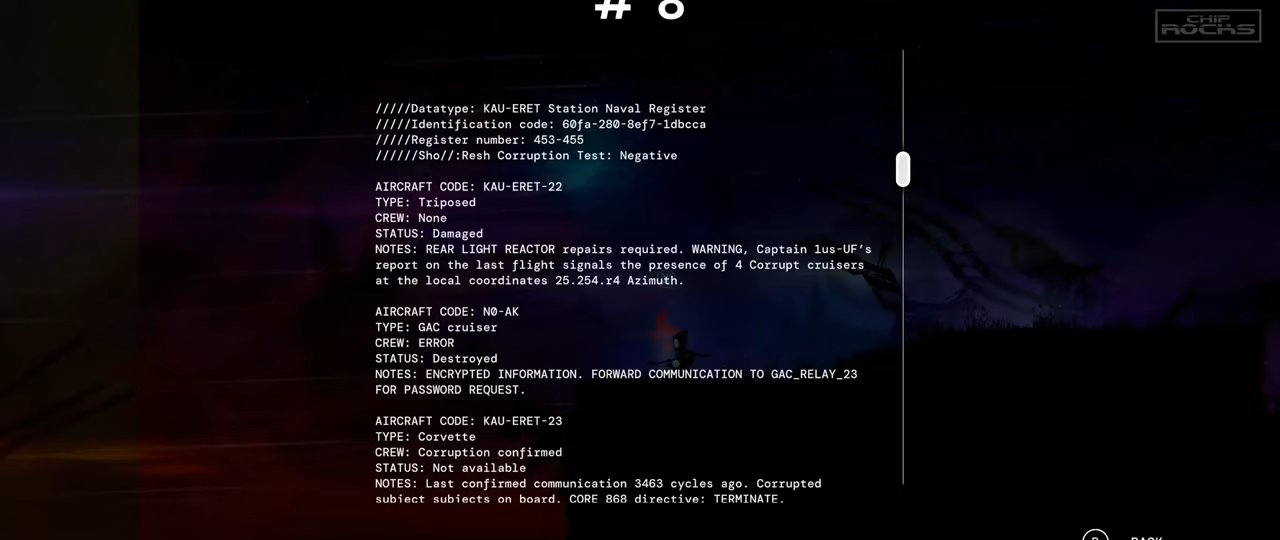 # 8
CHIP
ROCKS
/////Datatype: KAU-ERET Station Naval Register
/////Identification code: 60fa-280-8ef7-1dbcca
/////Register number: 453-455
//////Sho//:Resh Corruption Test: Negative
AIRCRAFT CODE: KAU-ERET-22
TYPE: Triposed
CREW: None
STATUS: Damaged
NOTES: REAR LIGHT REACTOR repairs required. WARNING, Captain 1us-UF’s
report on the last flight signals the presence of 4 Corrupt cruisers
at the local coordinates 25.254.r4 Azimuth.
AIRCRAFT CODE: N0-AK
TYPE: GAC cruiser
CREW: ERROR
STATUS: Destroyed
NOTES: ENCRYPTED INFORMATION. FORWARD COMMUNICATION TO GAC_RELAY_23
FOR PASSWORD REQUEST.
AIRCRAFT CODE: KAU-ERET-23
TYPE: Corvette
CREW: Corruption confirmed
STATUS: Not available
NOTES: Last confirmed communication 3463 cycles ago. Corrupted
subject subjects on board. CORE 868 directive: TERMINATE.
BACK